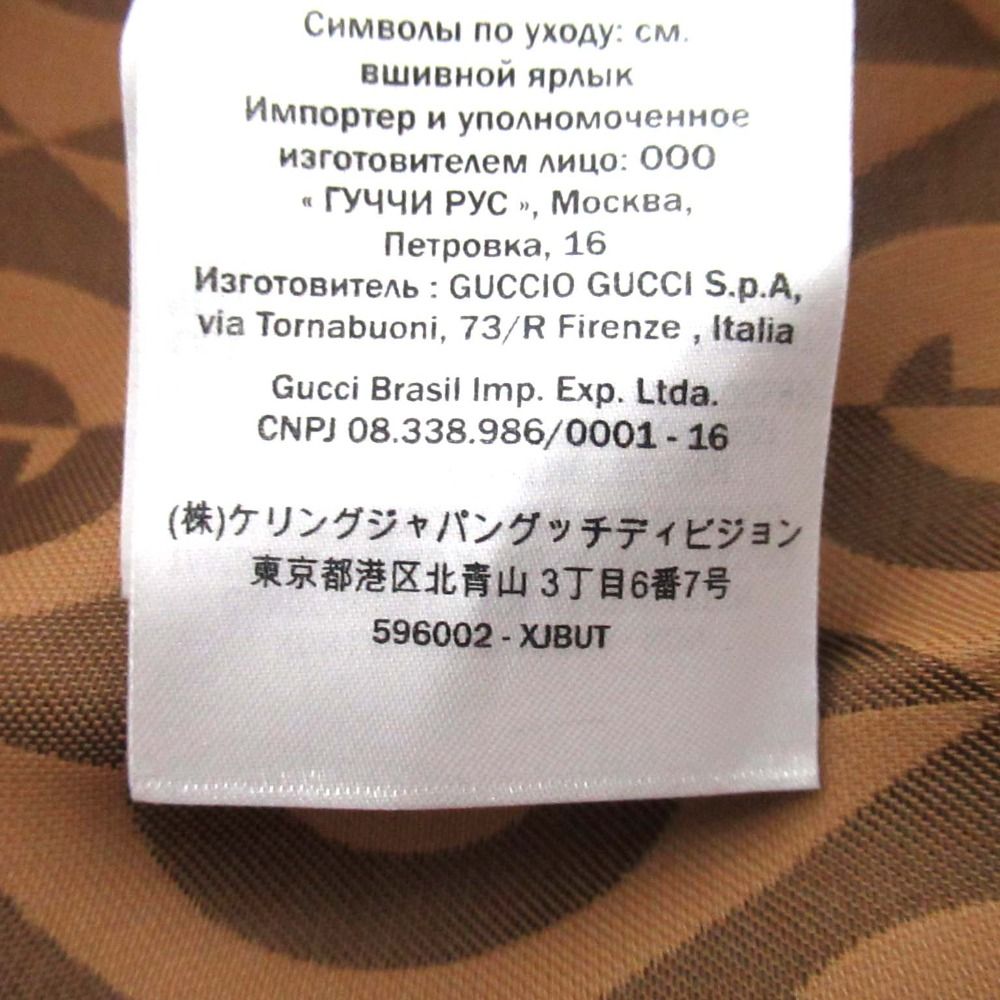 Символы по уходу: см.
вшивной ярлык
Импортер и уполномоченное
изготовителем лицо: ООО
« ГУЧЧИ РУС », Москва,
Петровка, 16
Изготовитель : GUCCIO GUCCI S.p.A,
via Tornabuoni, 73/R Firenze , Italia
Gucci Brasil Imp. Exp. Ltda.
CNPJ 08.338.986/0001 - 16
(株)ケリングジャパングッチディビジョン
東京都港区北青山 3丁目6番7号
596002 - XJBUT